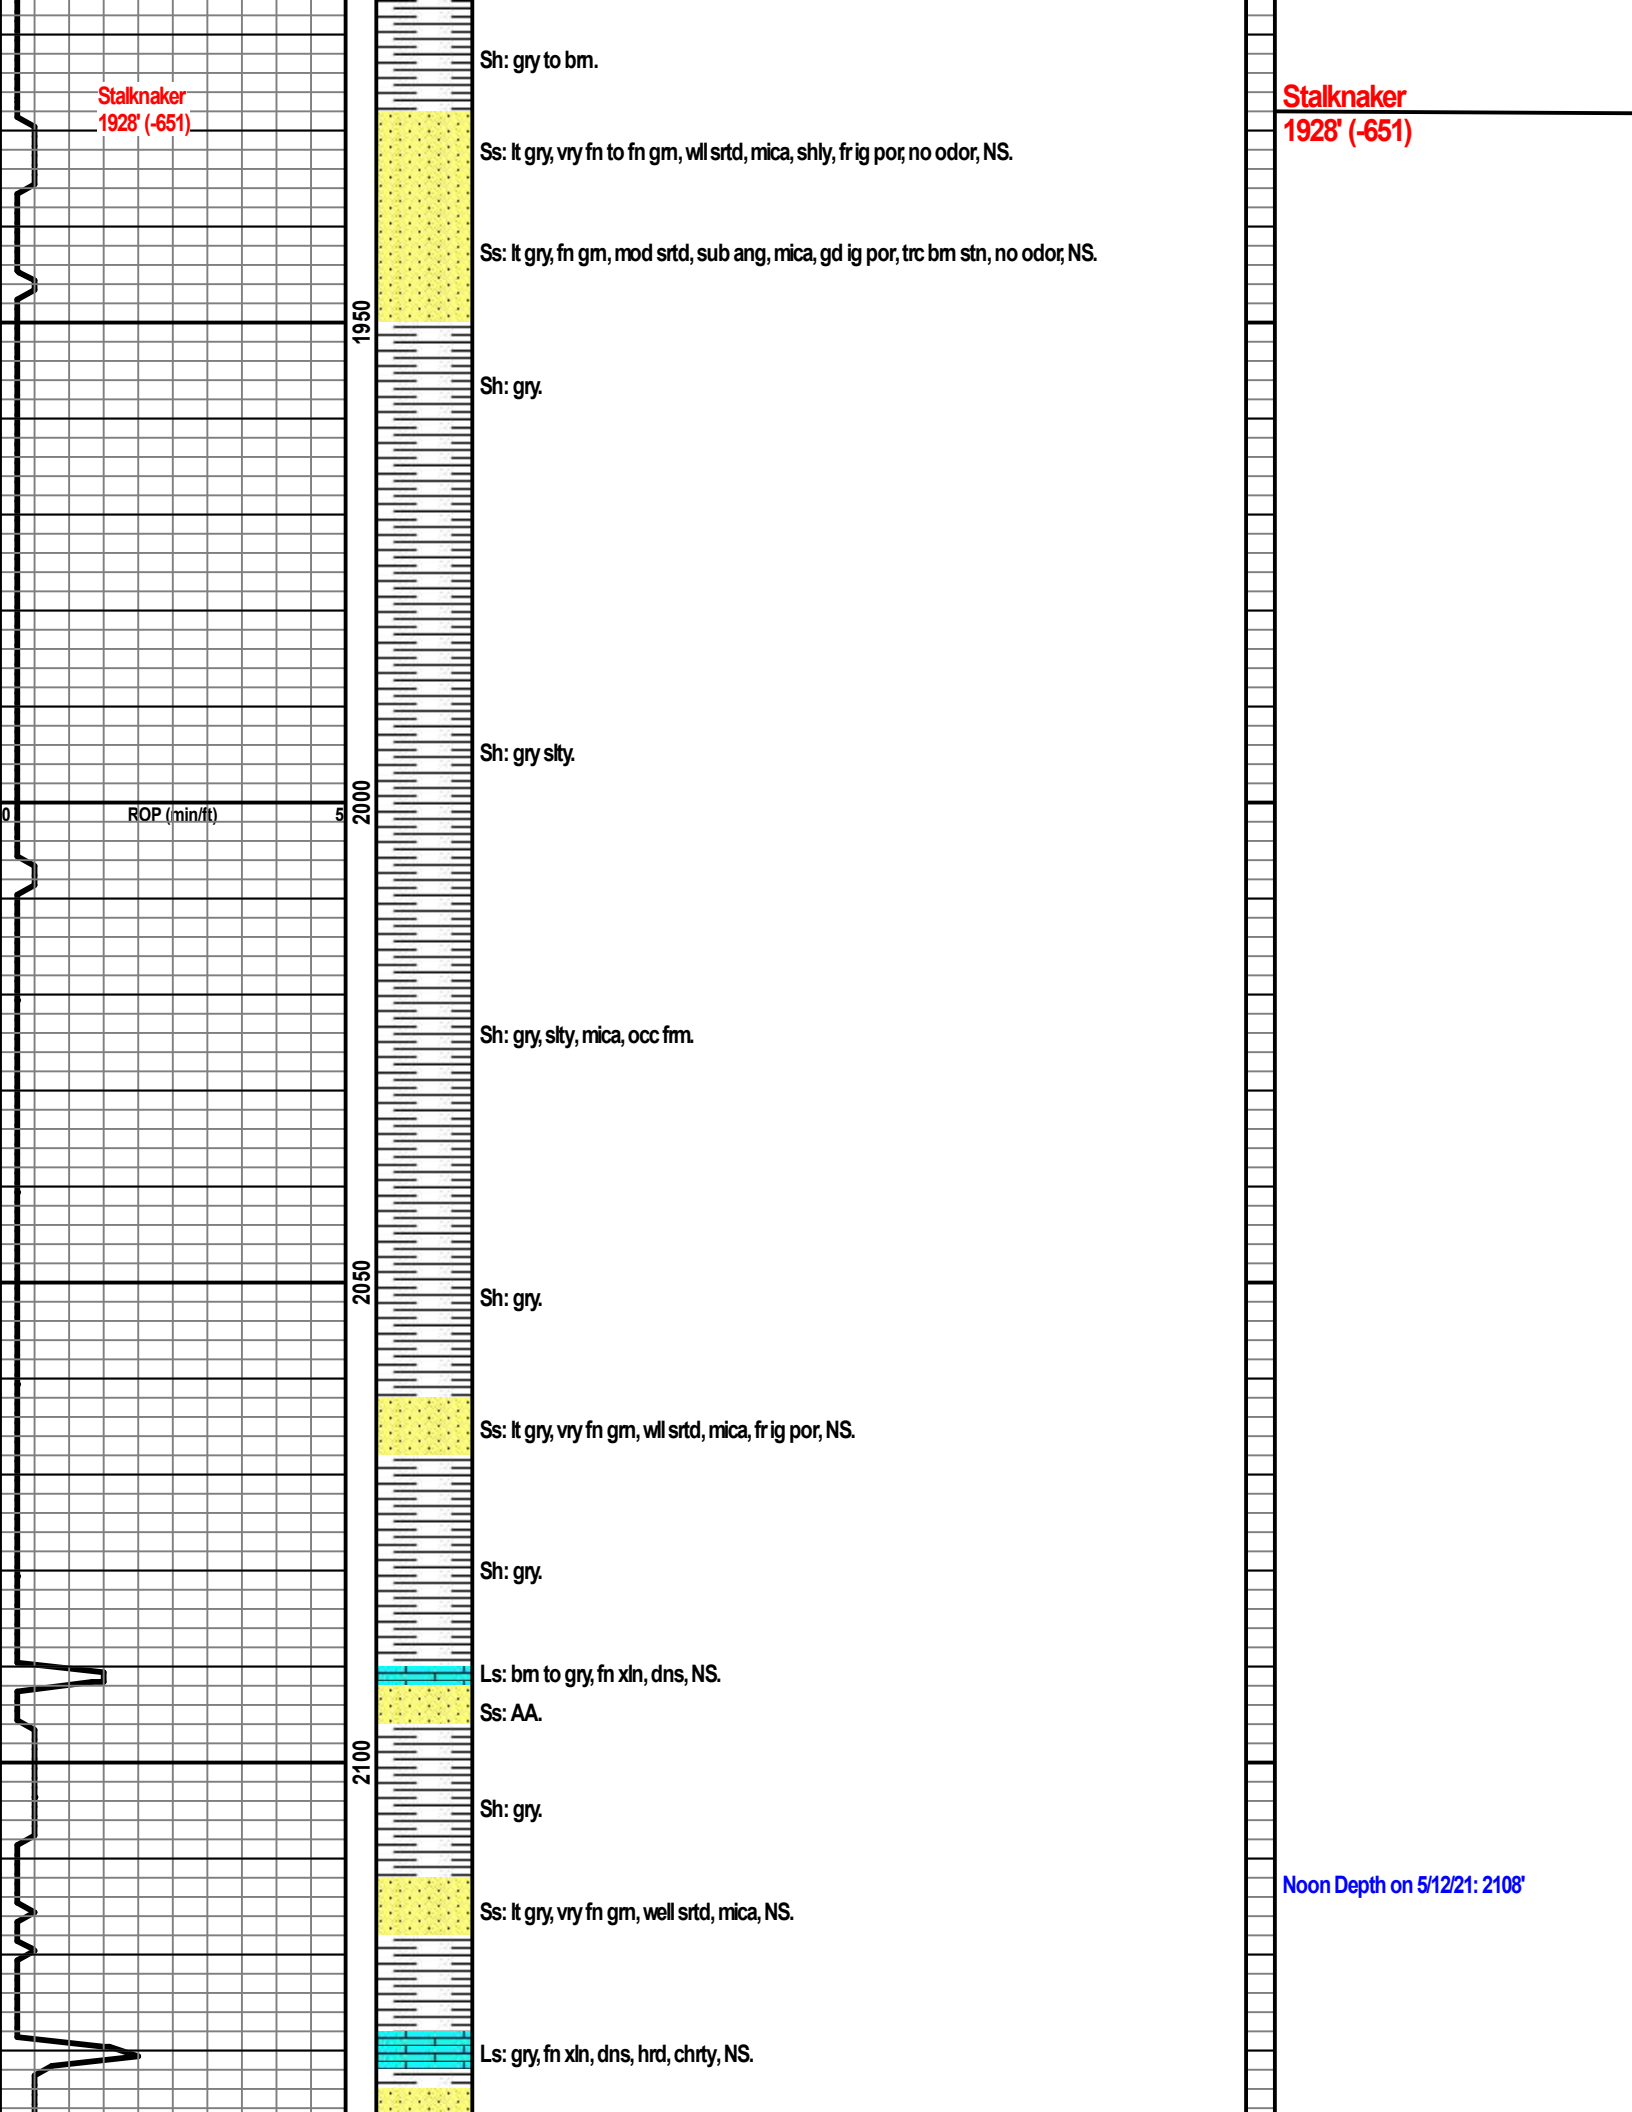 Sh: gry to brn.
Stalknaker
1928' (-651)
Stalknaker
1928' (-651)
Ss: lt gry, vry fn to fn grn, wll srtd, mica, shly, fr ig por, no odor, NS.
Ss: lt gry, fn grn, mod srtd, sub ang, mica, gd ig por, trc brn stn, no odor, NS.
1950
Sh: gry.
Sh: gry slty.
2000
0 ROP (min/ft) 5
Sh: gry, slty, mica, occ frm.
2050
Sh: gry.
Ss: lt gry, vry fn grn, wll srtd, mica, fr ig por, NS.
Sh: gry.
Ls: brn to gry, fn xln, dns, NS.
Ss: AA.
2100
Sh: gry.
Noon Depth on 5/12/21: 2108'
Ss: lt gry, vry fn grn, well srtd, mica, NS.
Ls: gry, fn xln, dns, hrd, chrty, NS.